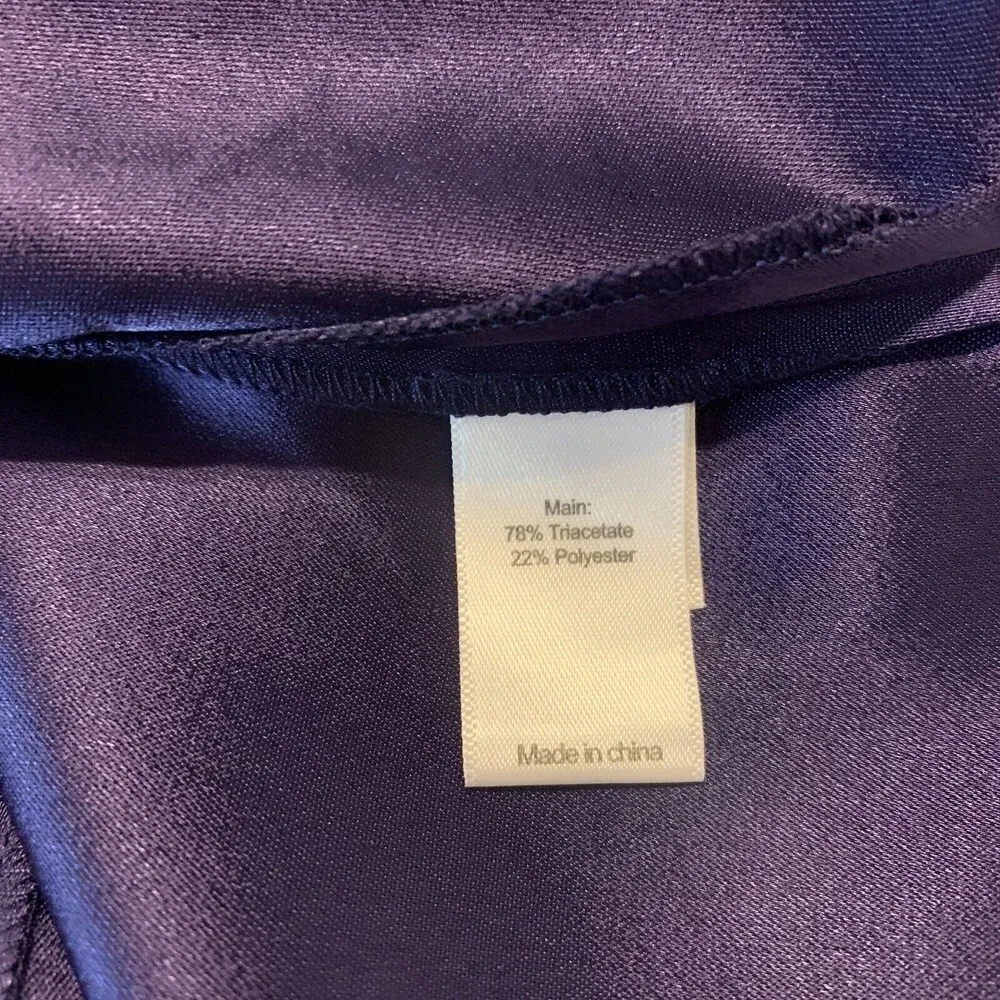 Main:
78% Triacetate
22% Polyester
Made in china